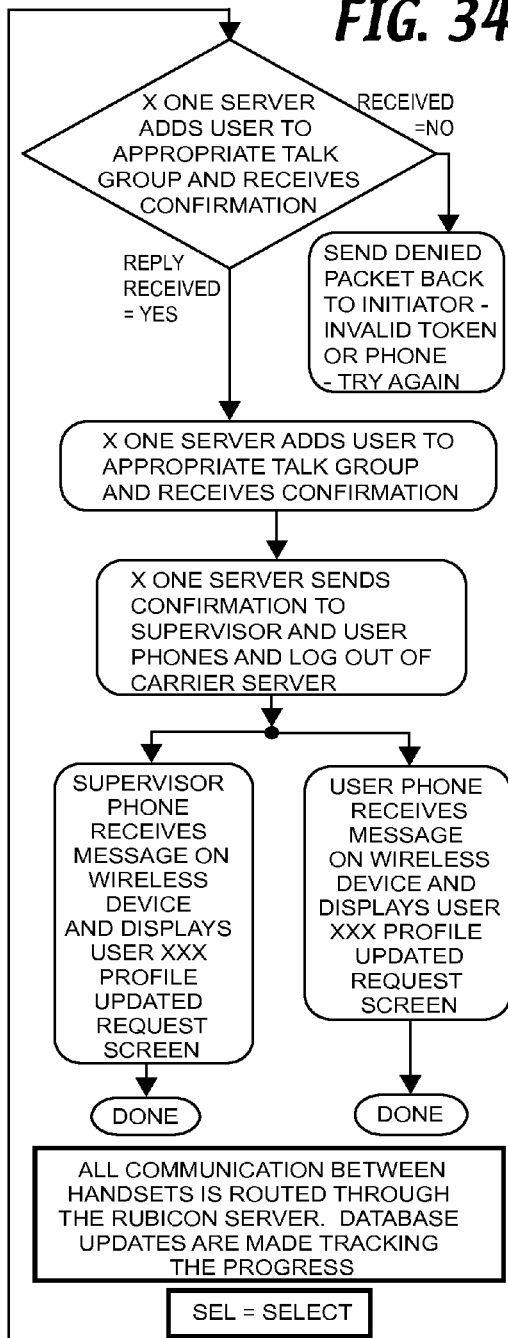 FIG. 34
X ONE SERVER
ADDS USER TO
APPROPRIATE TALK
GROUP AND RECEIVES
CONFIRMATION
RECEIVED
=NO
REPLY
RECEIVED
= YES
SEND DENIED
PACKET BACK
TO INITIATOR -
INVALID TOKEN
OR PHONE
- TRY AGAIN
X ONE SERVER ADDS USER TO
APPROPRIATE TALK GROUP
AND RECEIVES CONFIRMATION
X ONE SERVER SENDS
CONFIRMATION TO
SUPERVISOR AND USER
PHONES AND LOG OUT OF
CARRIER SERVER
SUPERVISOR
PHONE
RECEIVES
MESSAGE ON
WIRELESS
DEVICE
AND DISPLAYS
USER XXX
PROFILE
UPDATED
REQUEST
SCREEN
USER PHONE
RECEIVES
MESSAGE
ON WIRELESS
DEVICE AND
DISPLAYS USER
XXX PROFILE
UPDATED
REQUEST
SCREEN
DONE
DONE
ALL COMMUNICATION BETWEEN
HANDSETS IS ROUTED THROUGH
THE RUBICON SERVER. DATABASE
UPDATES ARE MADE TRACKING
THE PROGRESS
SEL = SELECT